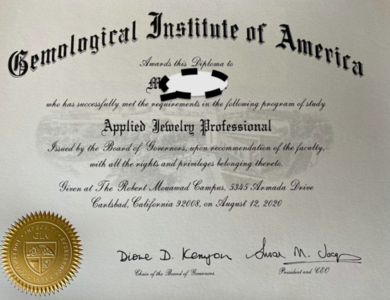 Gemological Institute of America
Awards this Diploma to
M
who has successfully met the requirements in the following program of study
Applied Jewelry Professional
Issued by the Board of Governors, upon recommendation of the faculty,
with all the rights and privileges belonging thereto.
Given at The Robert Mouawad Campus, 5345 Armada Drive
Carlsbad, California 92008, on August 12, 2020
Diane D. Kenyon Susan M. Jacques
Chair of the Board of Governors President and CEO